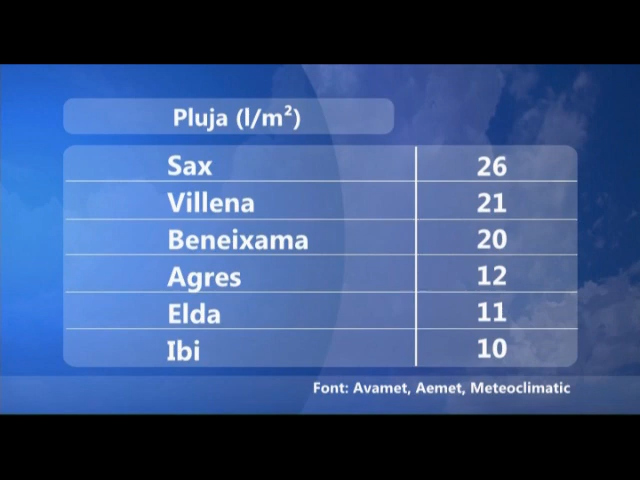 Pluja (l/m²)
Sax 26
Villena 21
Beneixama 20
Agres 12
Elda 11
Ibi 10
Font: Avamet, Aemet, Meteoclimatic